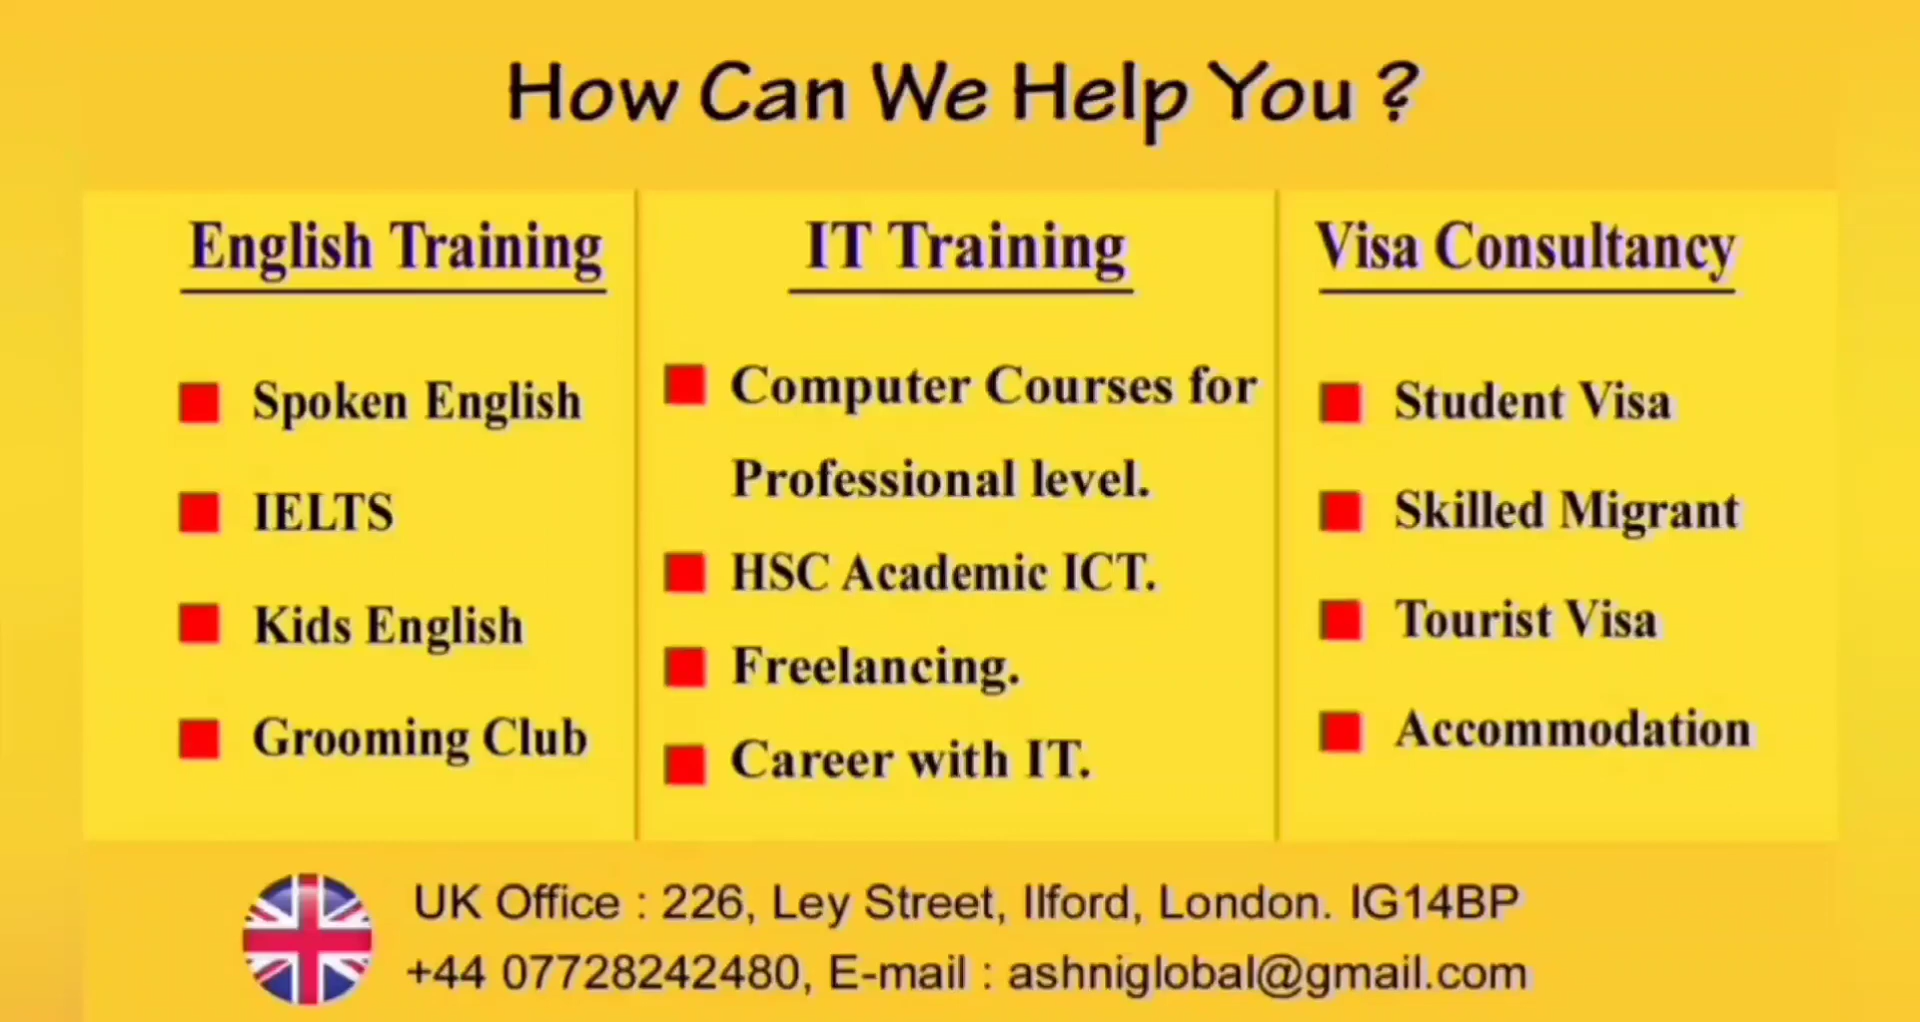 How Can We Help You ?
English Training
Spoken English
IELTS
Kids English
Grooming Club
IT Training
Computer Courses for
Professional level.
HSC Academic ICT.
Freelancing.
Career with IT.
Visa Consultancy
Student Visa
Skilled Migrant
Tourist Visa
Accommodation
UK Office : 226, Ley Street, Ilford, London. IG14BP
+44 07728242480, E-mail : ashniglobal@gmail.com